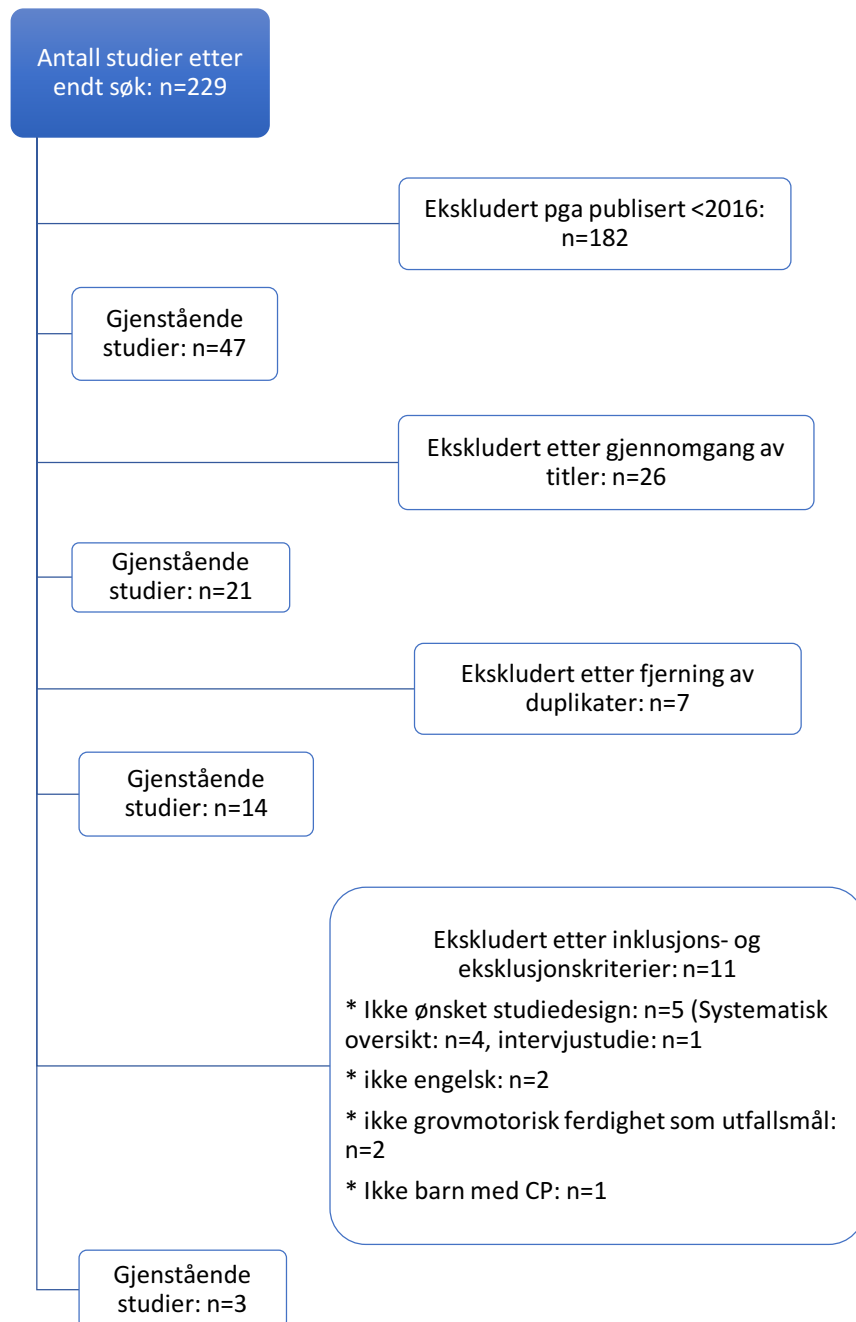 Antall studier etter
endt søk: n=229
Ekskludert pga publisert <2016:
n=182
Gjenstående
studier: n=47
Ekskludert etter gjennomgang av
titler: n=26
Gjenstående
studier: n=21
Ekskludert etter fjerning av
duplikater: n=7
Gjenstående
studier: n=14
Ekskludert etter inklusjons- og
eksklusjonskriterier: n=11
* Ikke ønsket studiedesign: n=5 (Systematisk
oversikt: n=4, intervjustudie: n=1
* ikke engelsk: n=2
* ikke grovmotorisk ferdighet som utfallsmål:
n=2
* Ikke barn med CP: n=1
Gjenstående
studier: n=3